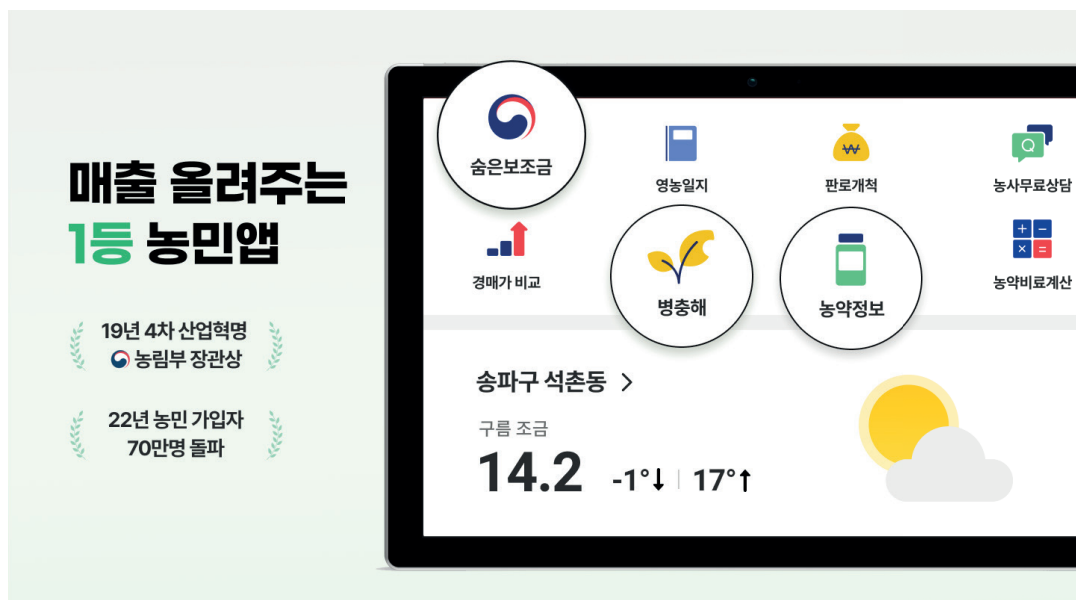 매출 올려주는
1등 농민앱
19년 4차 산업혁명
농림부 장관상
22년 농민 가입자
70만명 돌파
숨은보조금
영농일지
판로개척
농사무료상담
경매가 비교
병충해
농약정보
농약비료계산
송파구 석촌동 >
구름 조금
14.2 -1°↓ | 17°↑